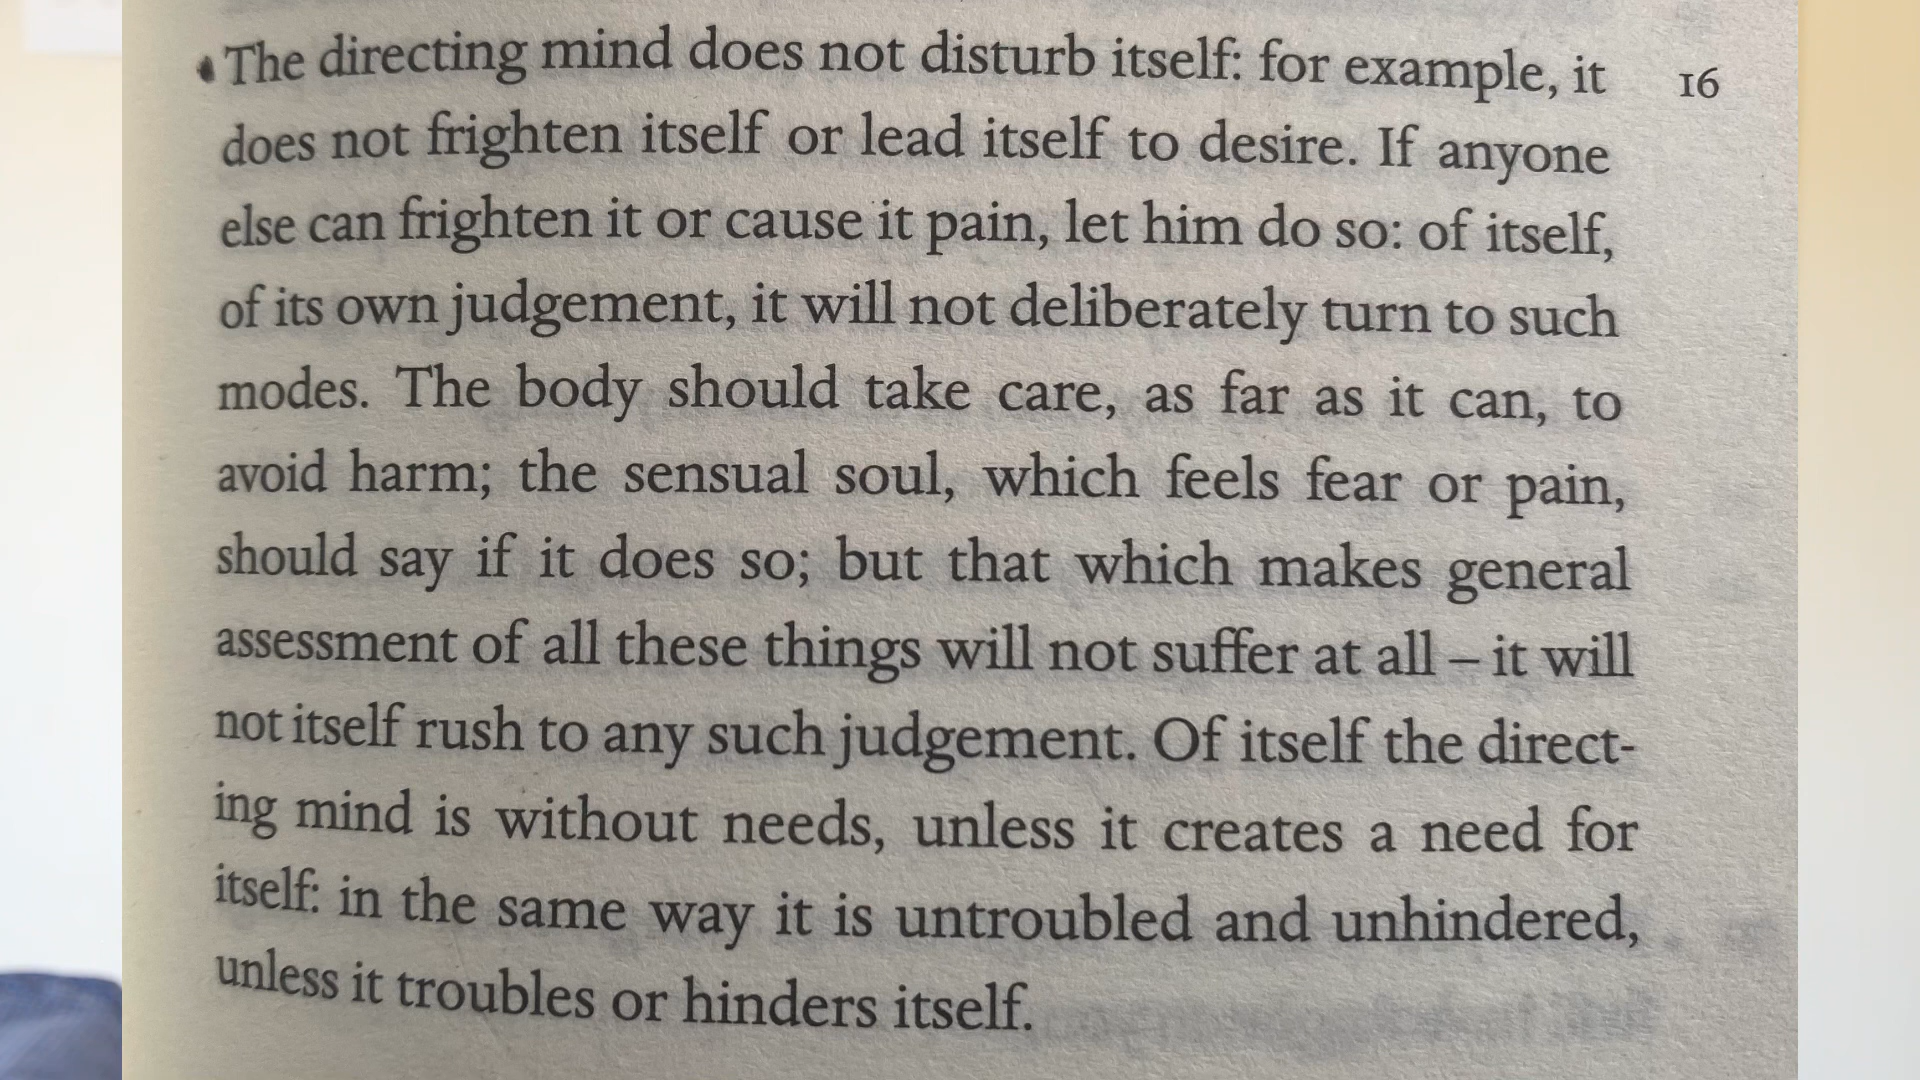 The directing mind does not disturb itself: for example, it 16
does not frighten itself or lead itself to desire. If anyone
else can frighten it or cause it pain, let him do so: of itself,
of its own judgement, it will not deliberately turn to such
modes. The body should take care, as far as it can, to
avoid harm; the sensual soul, which feels fear or pain,
should say if it does so; but that which makes general
assessment of all these things will not suffer at all – it will
not itself rush to any such judgement. Of itself the direct-
ing mind is without needs, unless it creates a need for
itself: in the same way it is untroubled and unhindered,
unless it troubles or hinders itself.